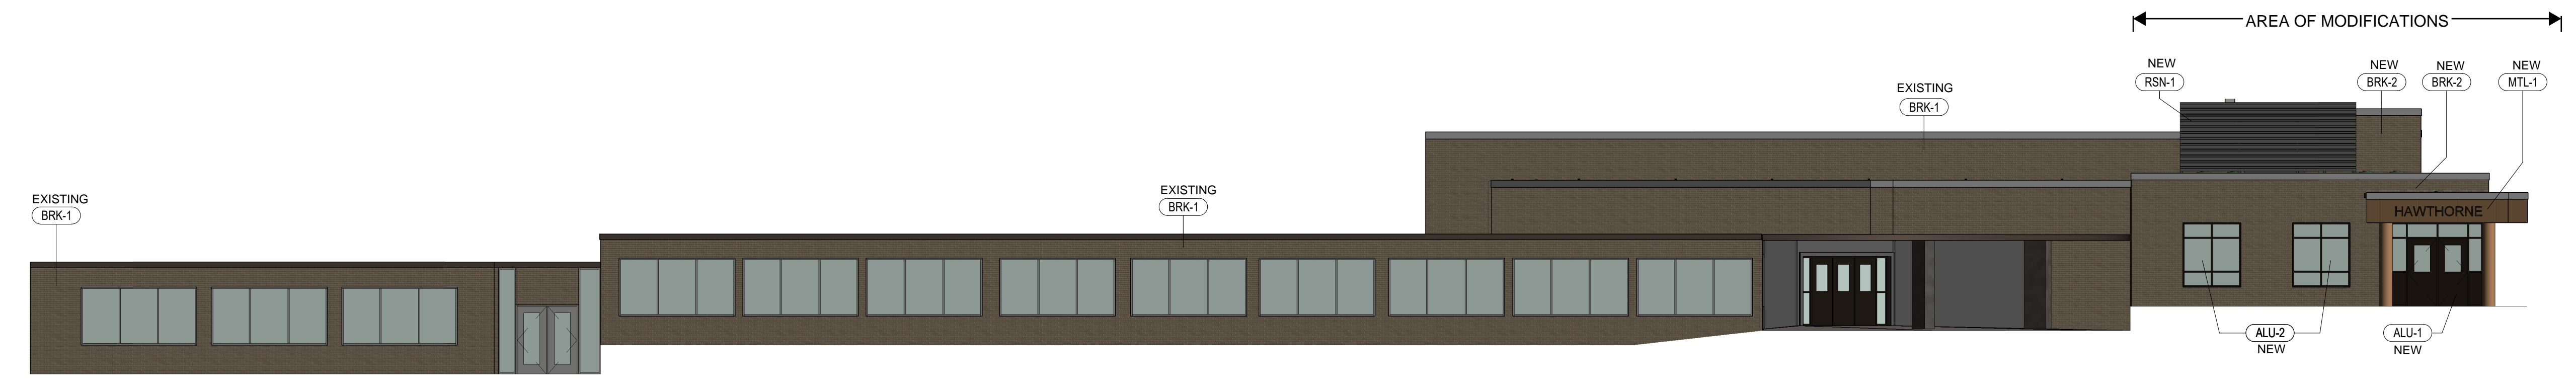 AREA OF MODIFICATIONS
NEW
RSN-1
NEW
BRK-2
NEW
BRK-2
NEW
MTL-1
EXISTING
BRK-1
EXISTING
BRK-1
EXISTING
BRK-1
HAWTHORNE
ALU-2
NEW
ALU-1
NEW